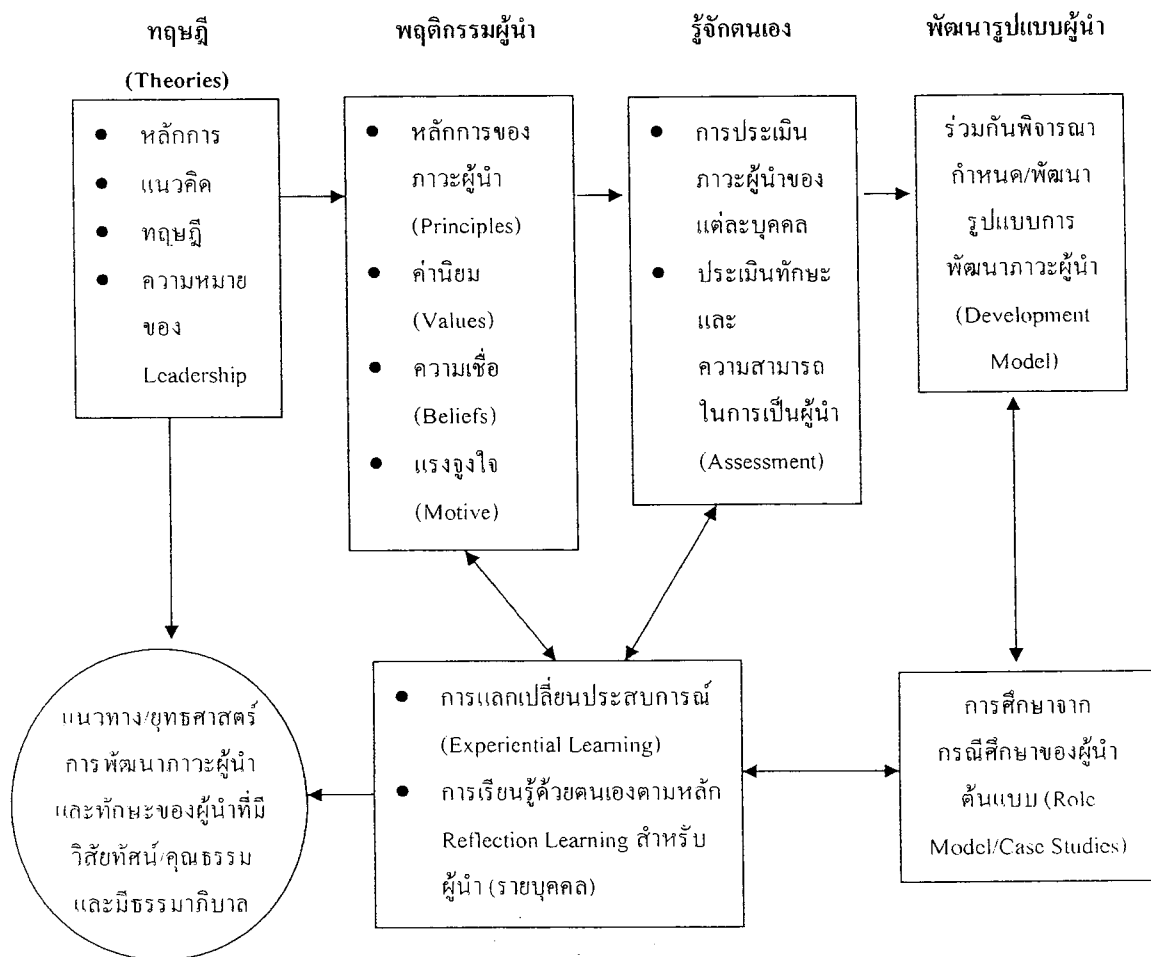 ทฤษฎี
(Theories)
พฤติกรรมผู้นำ
รู้จักตนเอง
พัฒนารูปแบบผู้นำ
● หลักการ
● แนวคิด
● ทฤษฎี
● ความหมาย
ของ
Leadership
● หลักการของ
ภาวะผู้นำ
(Principles)
● ค่านิยม
(Values)
● ความเชื่อ
(Beliefs)
● แรงจูงใจ
(Motive)
● การประเมิน
ภาวะผู้นำของ
แต่ละบุคคล
● ประเมินทักษะ
และ
ความสามารถ
ในการเป็นผู้นำ
(Assessment)
ร่วมกันพิจารณา
กำหนด/พัฒนา
รูปแบบการ
พัฒนาภาวะผู้นำ
(Development
Model)
แนวทาง/ยุทธศาสตร์
การพัฒนาภาวะผู้นำ
และทักษะของผู้นำที่มี
วิสัยทัศน์/คุณธรรม
และมีธรรมาภิบาล
● การแลกเปลี่ยนประสบการณ์
(Experiential Learning)
● การเรียนรู้ด้วยตนเองตามหลัก
Reflection Learning สำหรับ
ผู้นำ (รายบุคคล)
การศึกษาจาก
กรณีศึกษาของผู้นำ
ต้นแบบ (Role
Model/Case Studies)